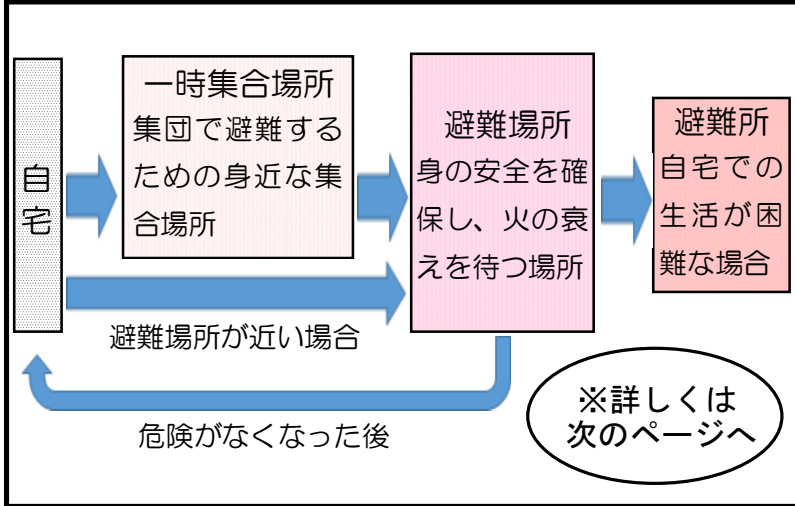 自宅
一時集合場所
集団で避難する
ための身近な集
合場所
避難場所
身の安全を確
保し、火の衰
えを待つ場所
避難所
自宅での
生活が困
難な場合
避難場所が近い場合
危険がなくなった後
※詳しくは
次のページへ